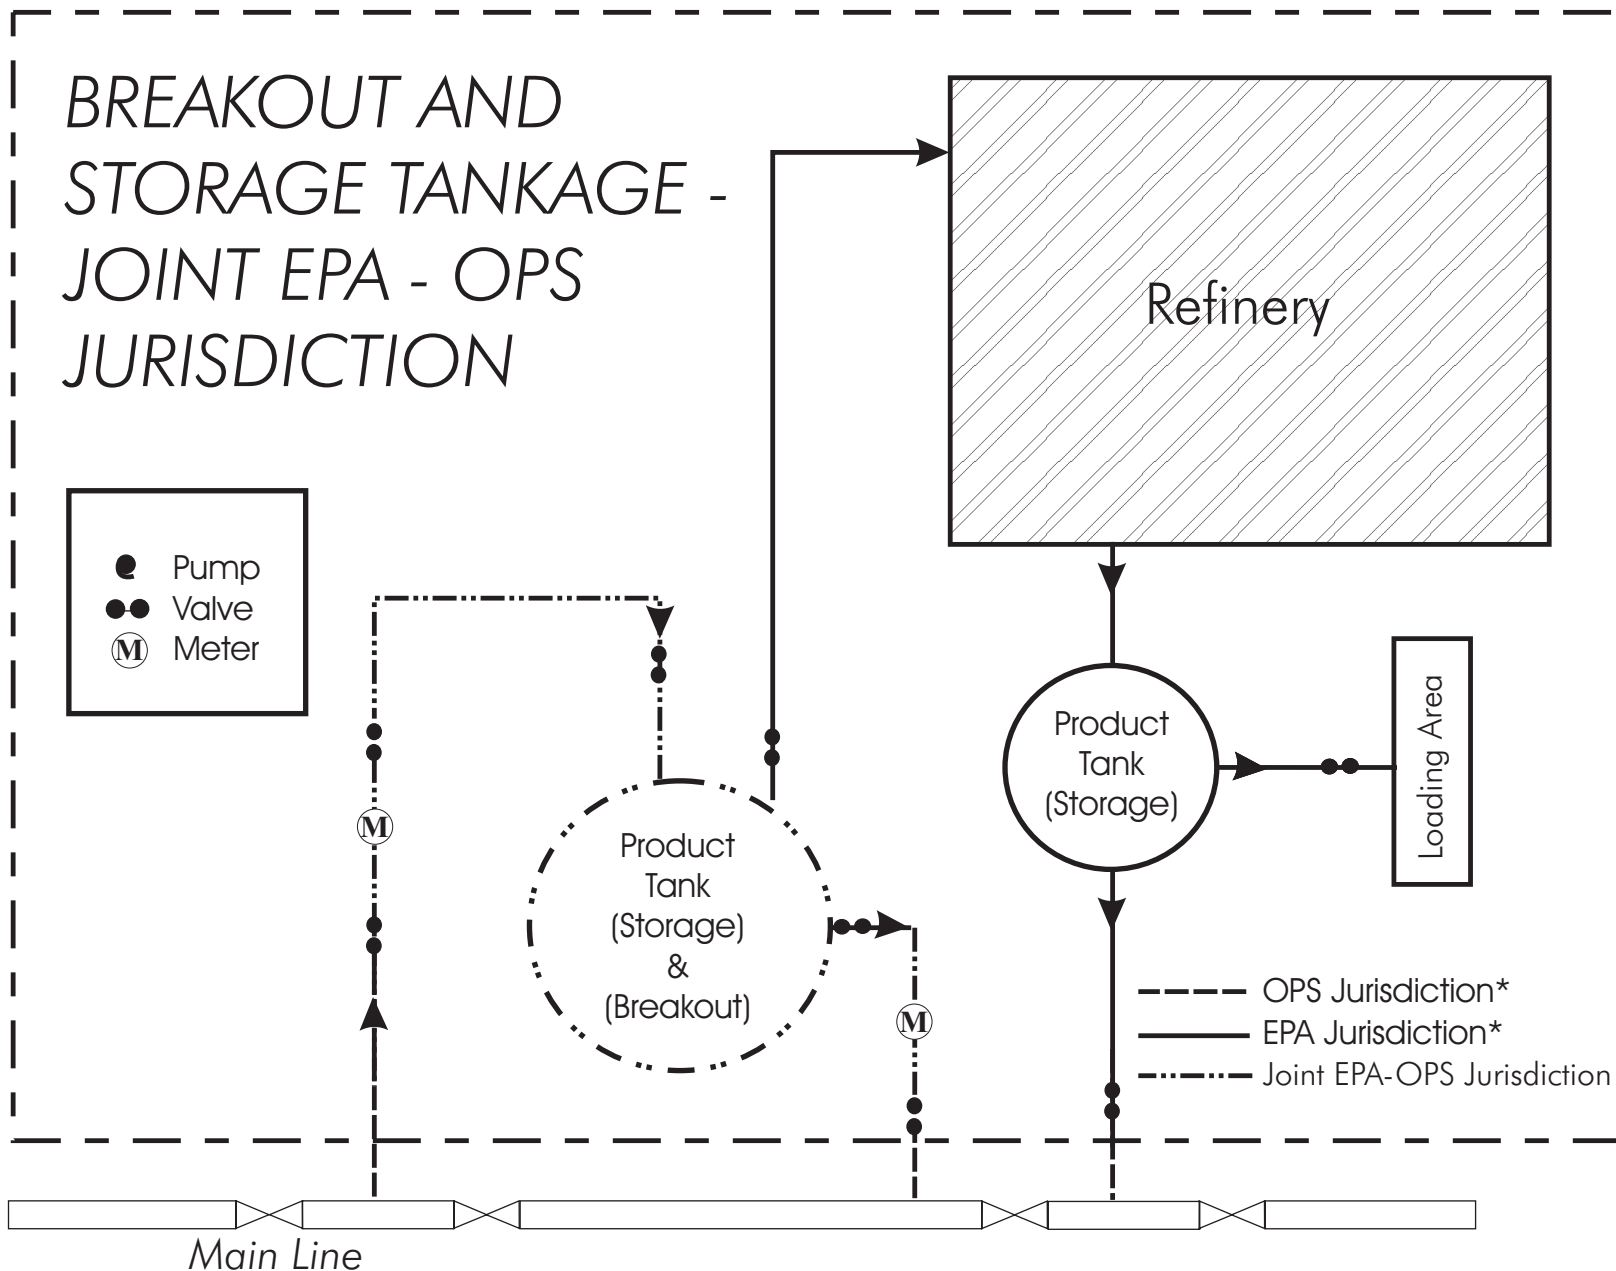 BREAKOUT AND
STORAGE TANKAGE -
JOINT EPA - OPS
JURISDICTION
Refinery
Pump
Valve
M Meter
M
Product
Tank
(Storage)
&
(Breakout)
M
Product
Tank
(Storage)
Loading Area
OPS Jurisdiction*
EPA Jurisdiction*
Joint EPA-OPS Jurisdiction
Main Line